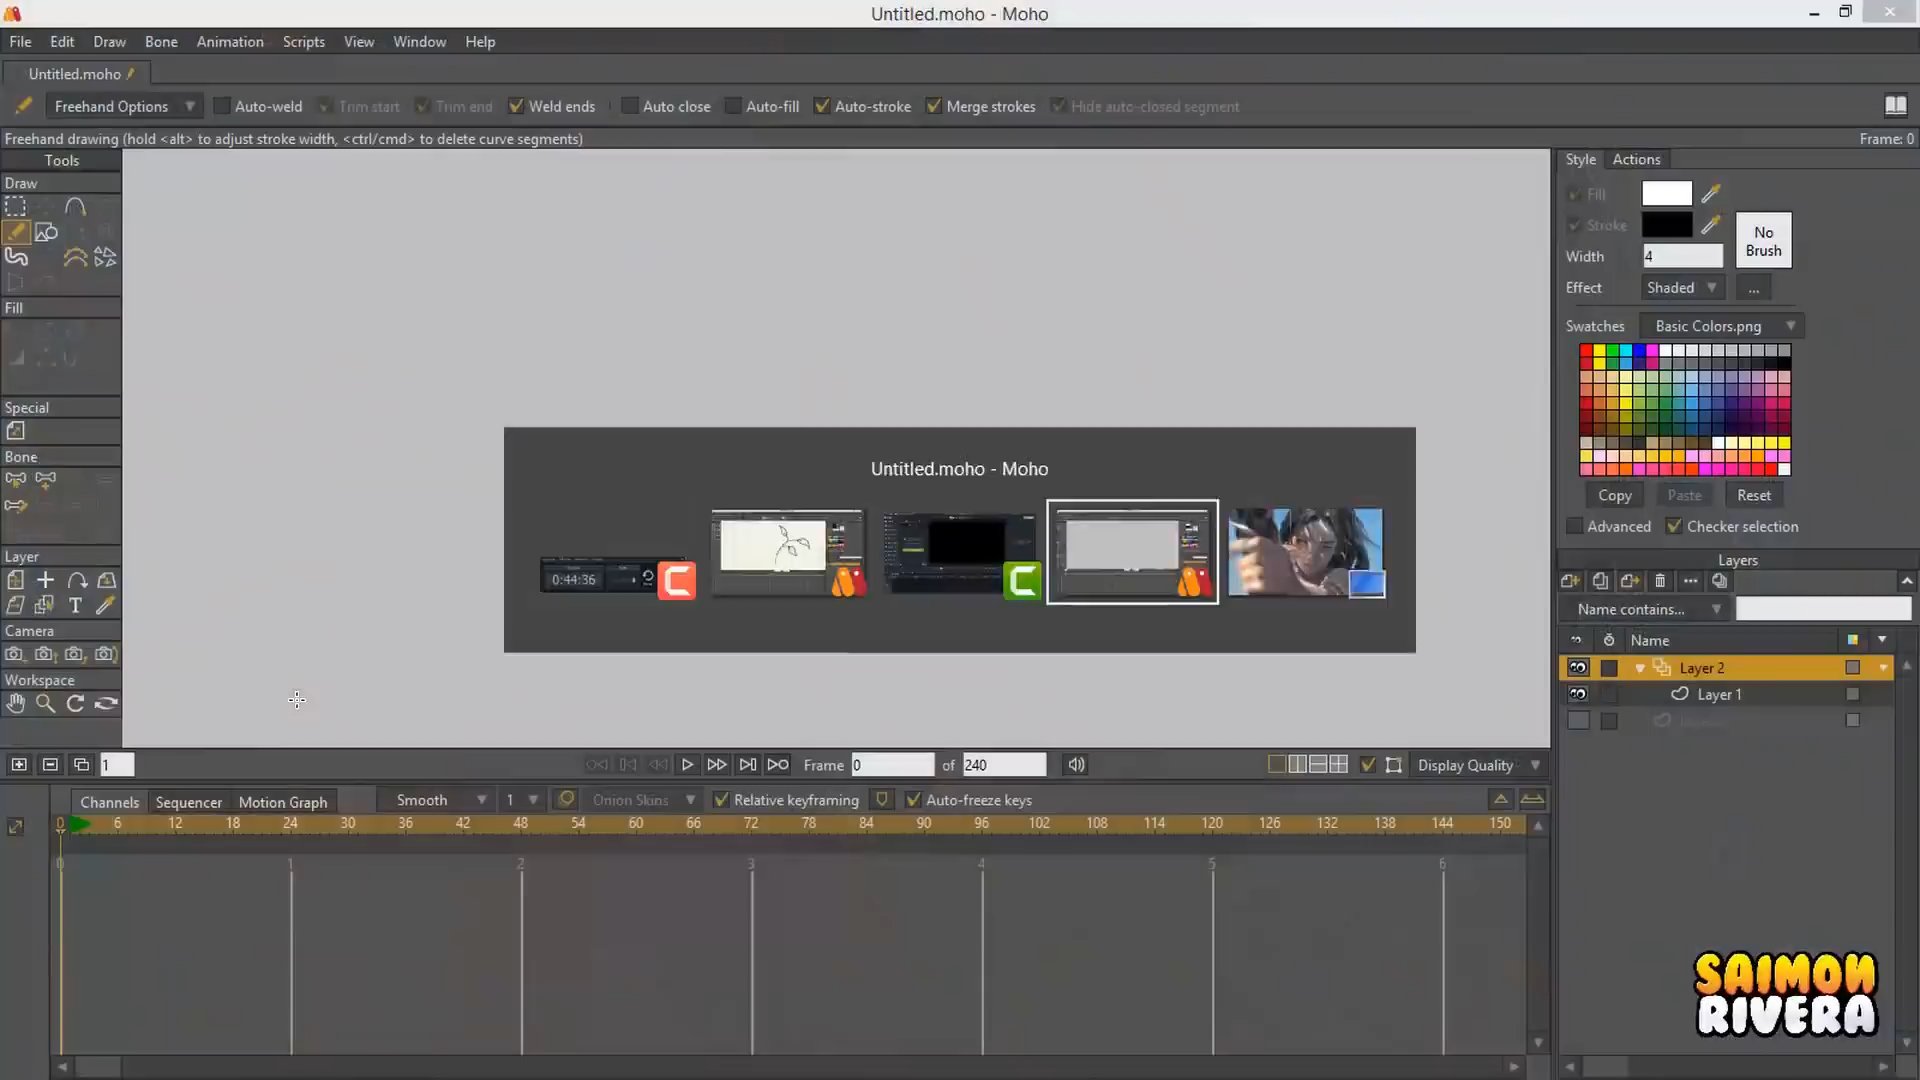 Untitled.moho - Moho
File Edit Draw Bone Animation Scripts View Window Help
Untitled.moho
Freehand Options Auto-weld Trim start Trim end Weld ends Auto close Auto-fill Auto-stroke Merge strokes Hide auto-closed segment
Freehand drawing (hold <alt> to adjust stroke width, <ctrl/cmd> to delete curve segments) Frame: 0
Tools
Draw
Fill
Special
Bone
Layer
T
Camera
Workspace
Untitled.moho - Moho
0:44:36
Style Actions
Fill
Stroke
No
Brush
Width 4
Effect Shaded ...
Swatches Basic Colors.png
Copy Paste Reset
Advanced Checker selection
Layers
Name contains...
Name
Layer 2
Layer 1
1 Frame 0 of 240 Display Quality
Channels Sequencer Motion Graph Smooth 1 Onion Skins Relative keyframing Auto-freeze keys
0 6 12 18 24 30 36 42 48 54 60 66 72 78 84 90 96 102 108 114 120 126 132 138 144 150
0 1 2 3 4 5 6
SAIMON
RIVERA